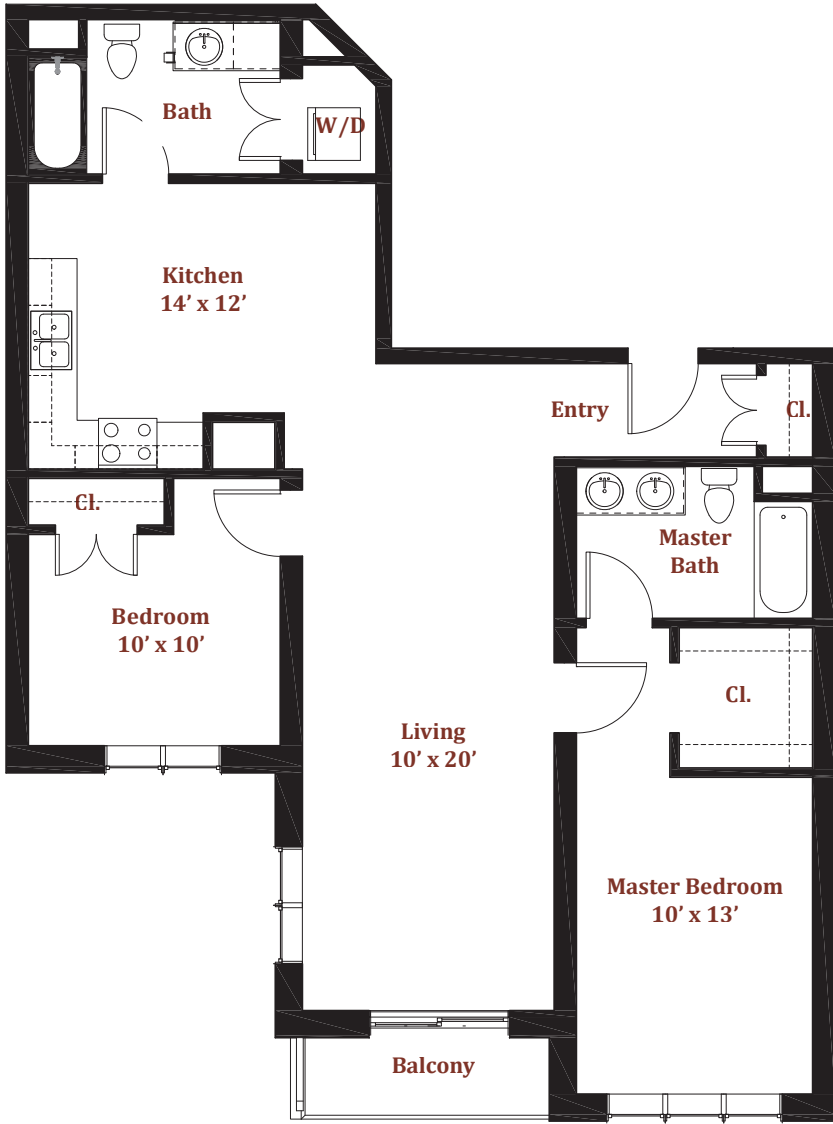 Bath
W/D
Kitchen
14’ x 12’
Entry
Cl.
Cl.
Master
Bath
Bedroom
10’ x 10’
Cl.
Living
10’ x 20’
Master Bedroom
10’ x 13’
Balcony